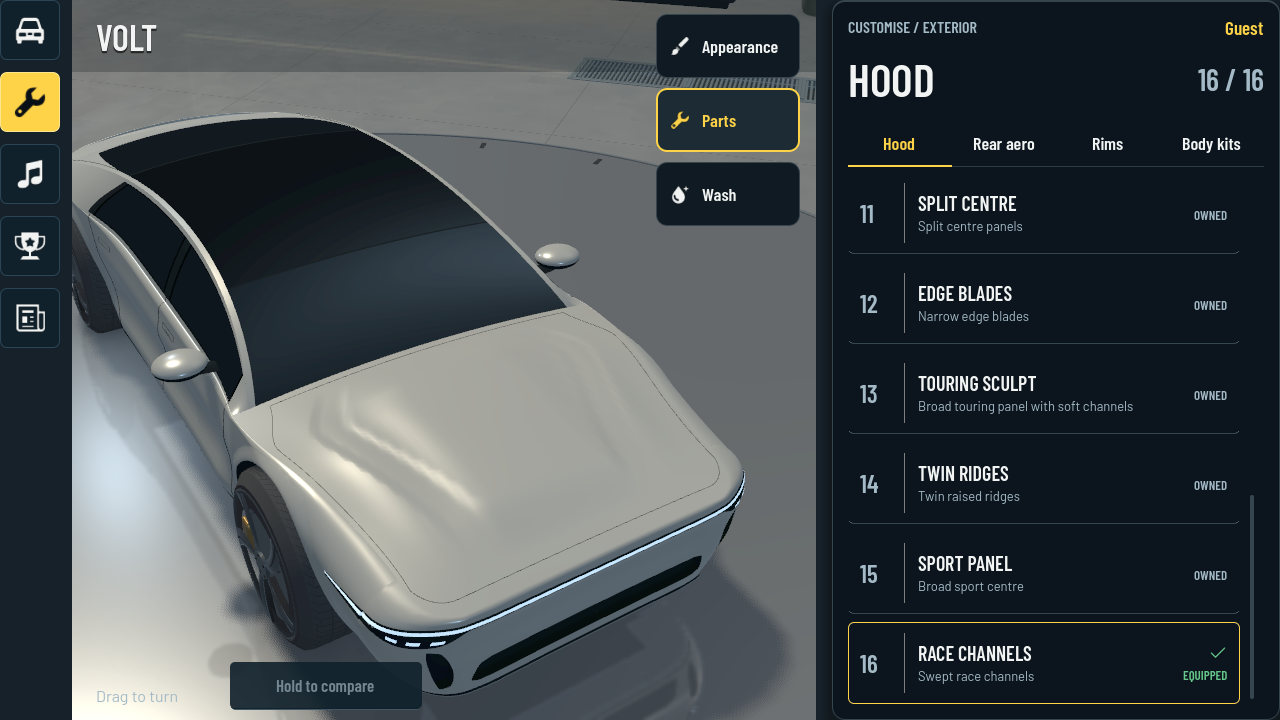 VOLT
Appearance
Parts
Wash
Drag to turn
Hold to compare
CUSTOMISE / EXTERIOR
Guest
HOOD
16 / 16
Hood
Rear aero
Rims
Body kits
11
SPLIT CENTRE
Split centre panels
OWNED
12
EDGE BLADES
Narrow edge blades
OWNED
13
TOURING SCULPT
Broad touring panel with soft channels
OWNED
14
TWIN RIDGES
Twin raised ridges
OWNED
15
SPORT PANEL
Broad sport centre
OWNED
16
RACE CHANNELS
Swept race channels
EQUIPPED